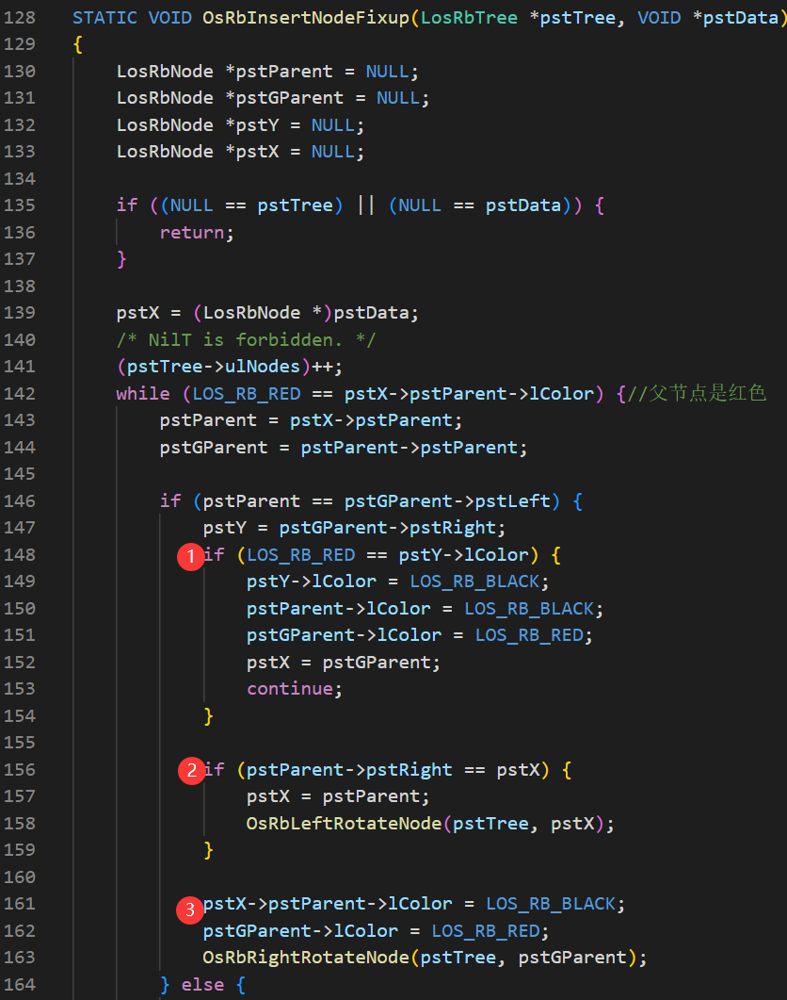 128 STATIC VOID OsRbInsertNodeFixup(LosRbTree *pstTree, VOID *pstData)
129 {
130     LosRbNode *pstParent = NULL;
131     LosRbNode *pstGParent = NULL;
132     LosRbNode *pstY = NULL;
133     LosRbNode *pstX = NULL;
134
135     if ((NULL == pstTree) || (NULL == pstData)) {
136         return;
137     }
138
139     pstX = (LosRbNode *)pstData;
140     /* NilT is forbidden. */
141     (pstTree->ulNodes)++;
142     while (LOS_RB_RED == pstX->pstParent->lColor) {//父节点是红色
143         pstParent = pstX->pstParent;
144         pstGParent = pstParent->pstParent;
145
146         if (pstParent == pstGParent->pstLeft) {
147             pstY = pstGParent->pstRight;
148             1 if (LOS_RB_RED == pstY->lColor) {
149                 pstY->lColor = LOS_RB_BLACK;
150                 pstParent->lColor = LOS_RB_BLACK;
151                 pstGParent->lColor = LOS_RB_RED;
152                 pstX = pstGParent;
153                 continue;
154             }
155
156             2 if (pstParent->pstRight == pstX) {
157                 pstX = pstParent;
158                 OsRbLeftRotateNode(pstTree, pstX);
159             }
160
161             3 pstX->pstParent->lColor = LOS_RB_BLACK;
162             pstGParent->lColor = LOS_RB_RED;
163             OsRbRightRotateNode(pstTree, pstGParent);
164         } else {